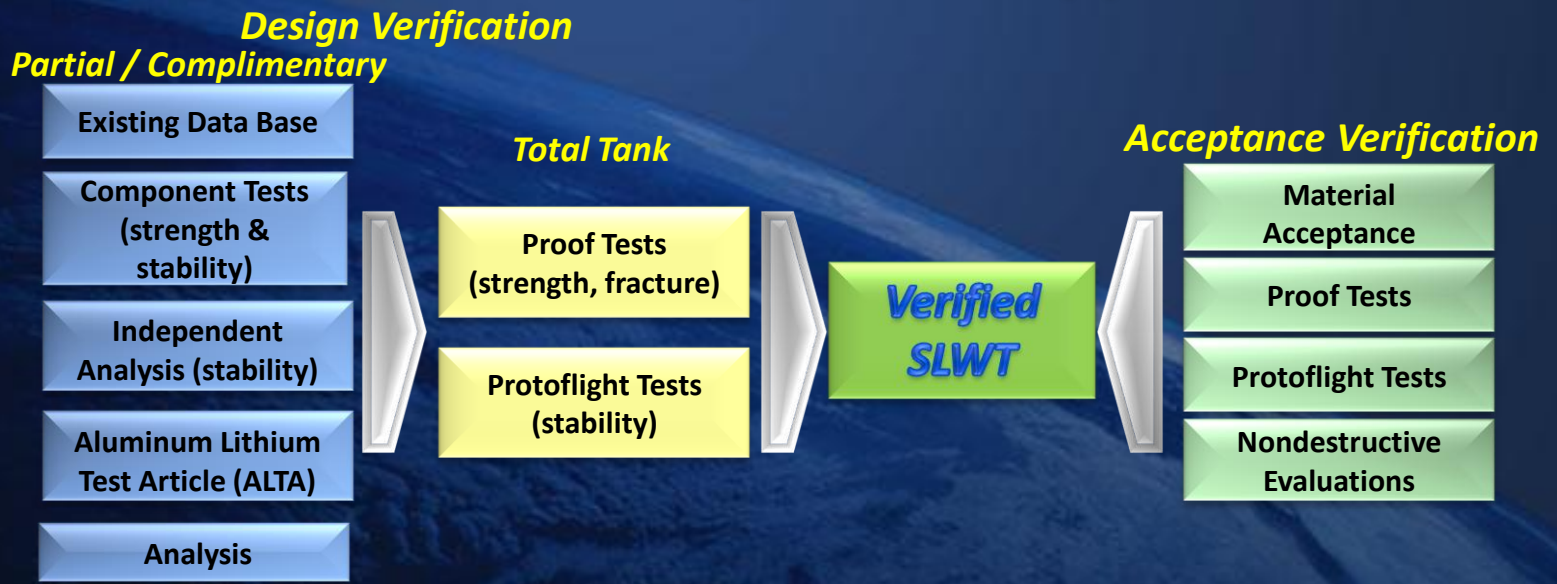 Design Verification
Partial / Complimentary
Existing Data Base
Component Tests
(strength &
stability)
Independent
Analysis (stability)
Aluminum Lithium
Test Article (ALTA)
Analysis
Total Tank
Proof Tests
(strength, fracture)
Protoflight Tests
(stability)
Verified
SLWT
Acceptance Verification
Material
Acceptance
Proof Tests
Protoflight Tests
Nondestructive
Evaluations